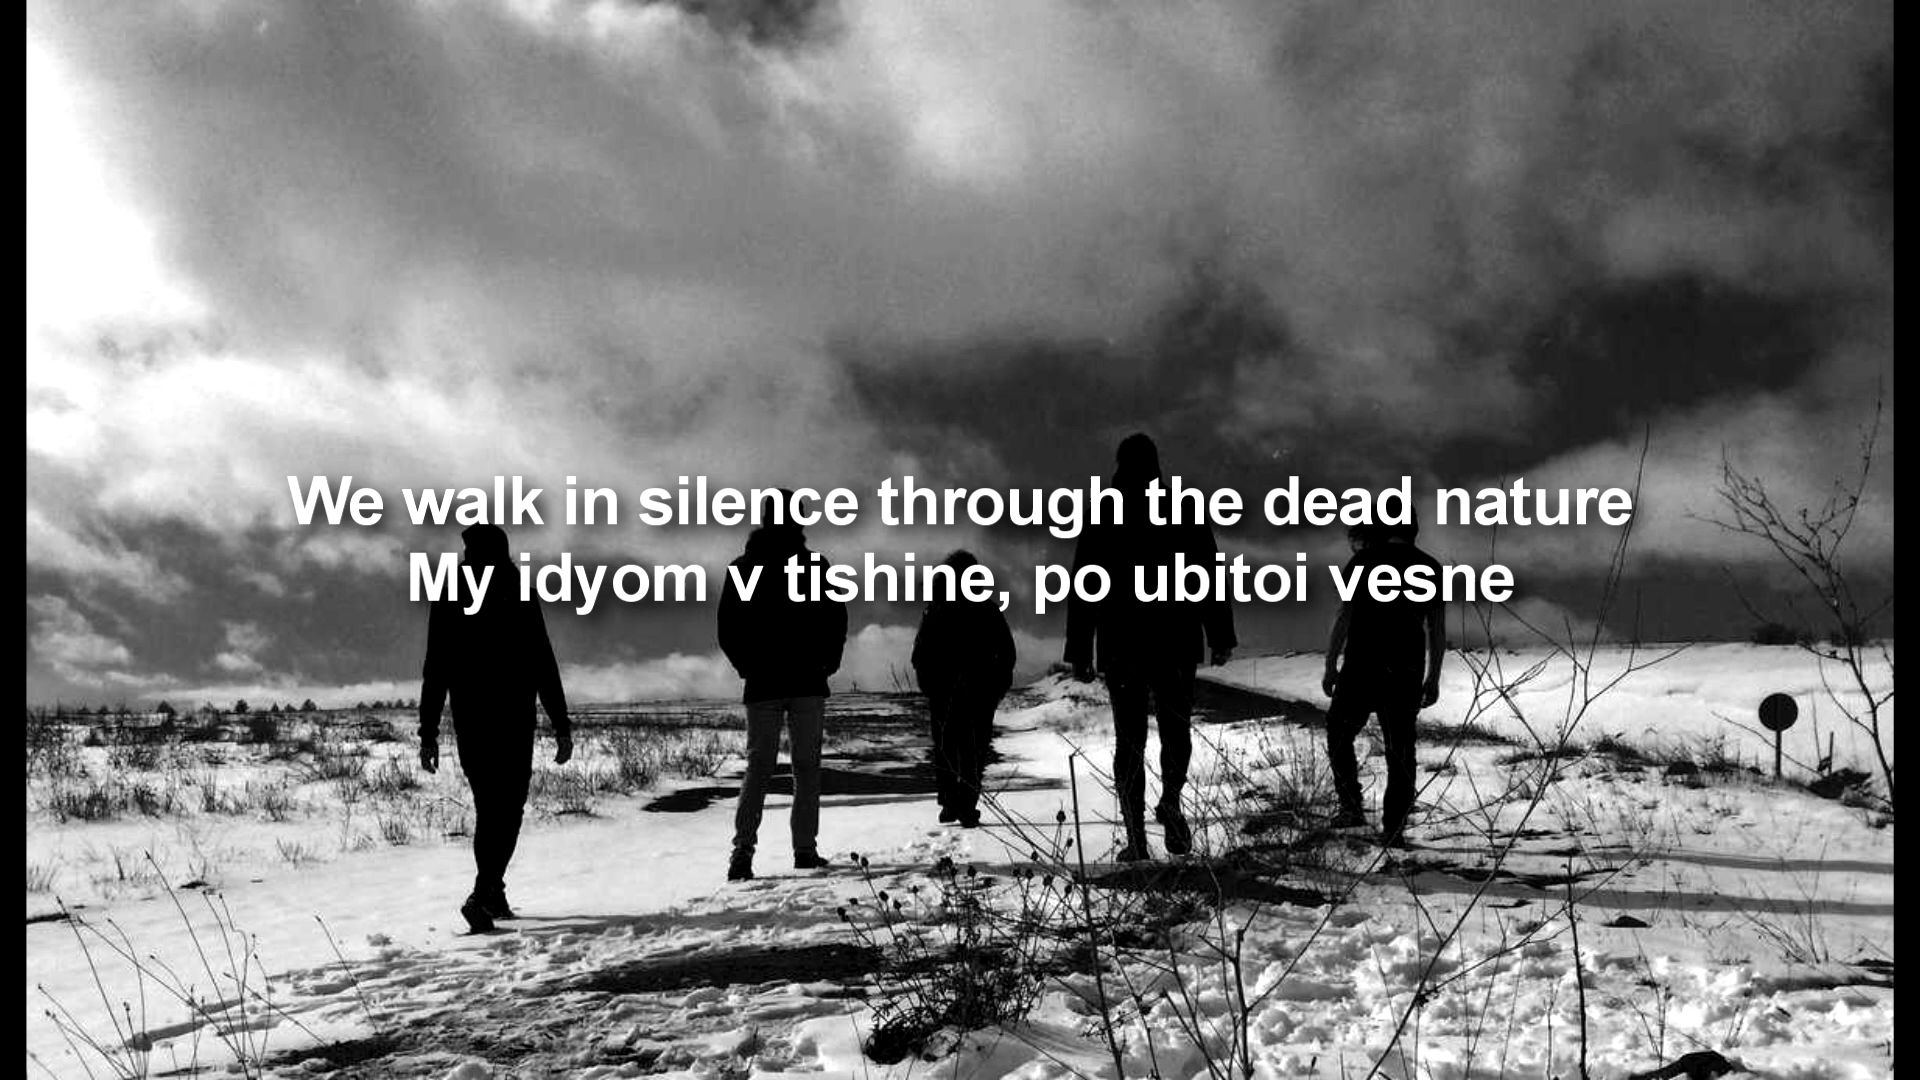 We walk in silence through the dead nature
My idyom v tishine, po ubitoi vesne